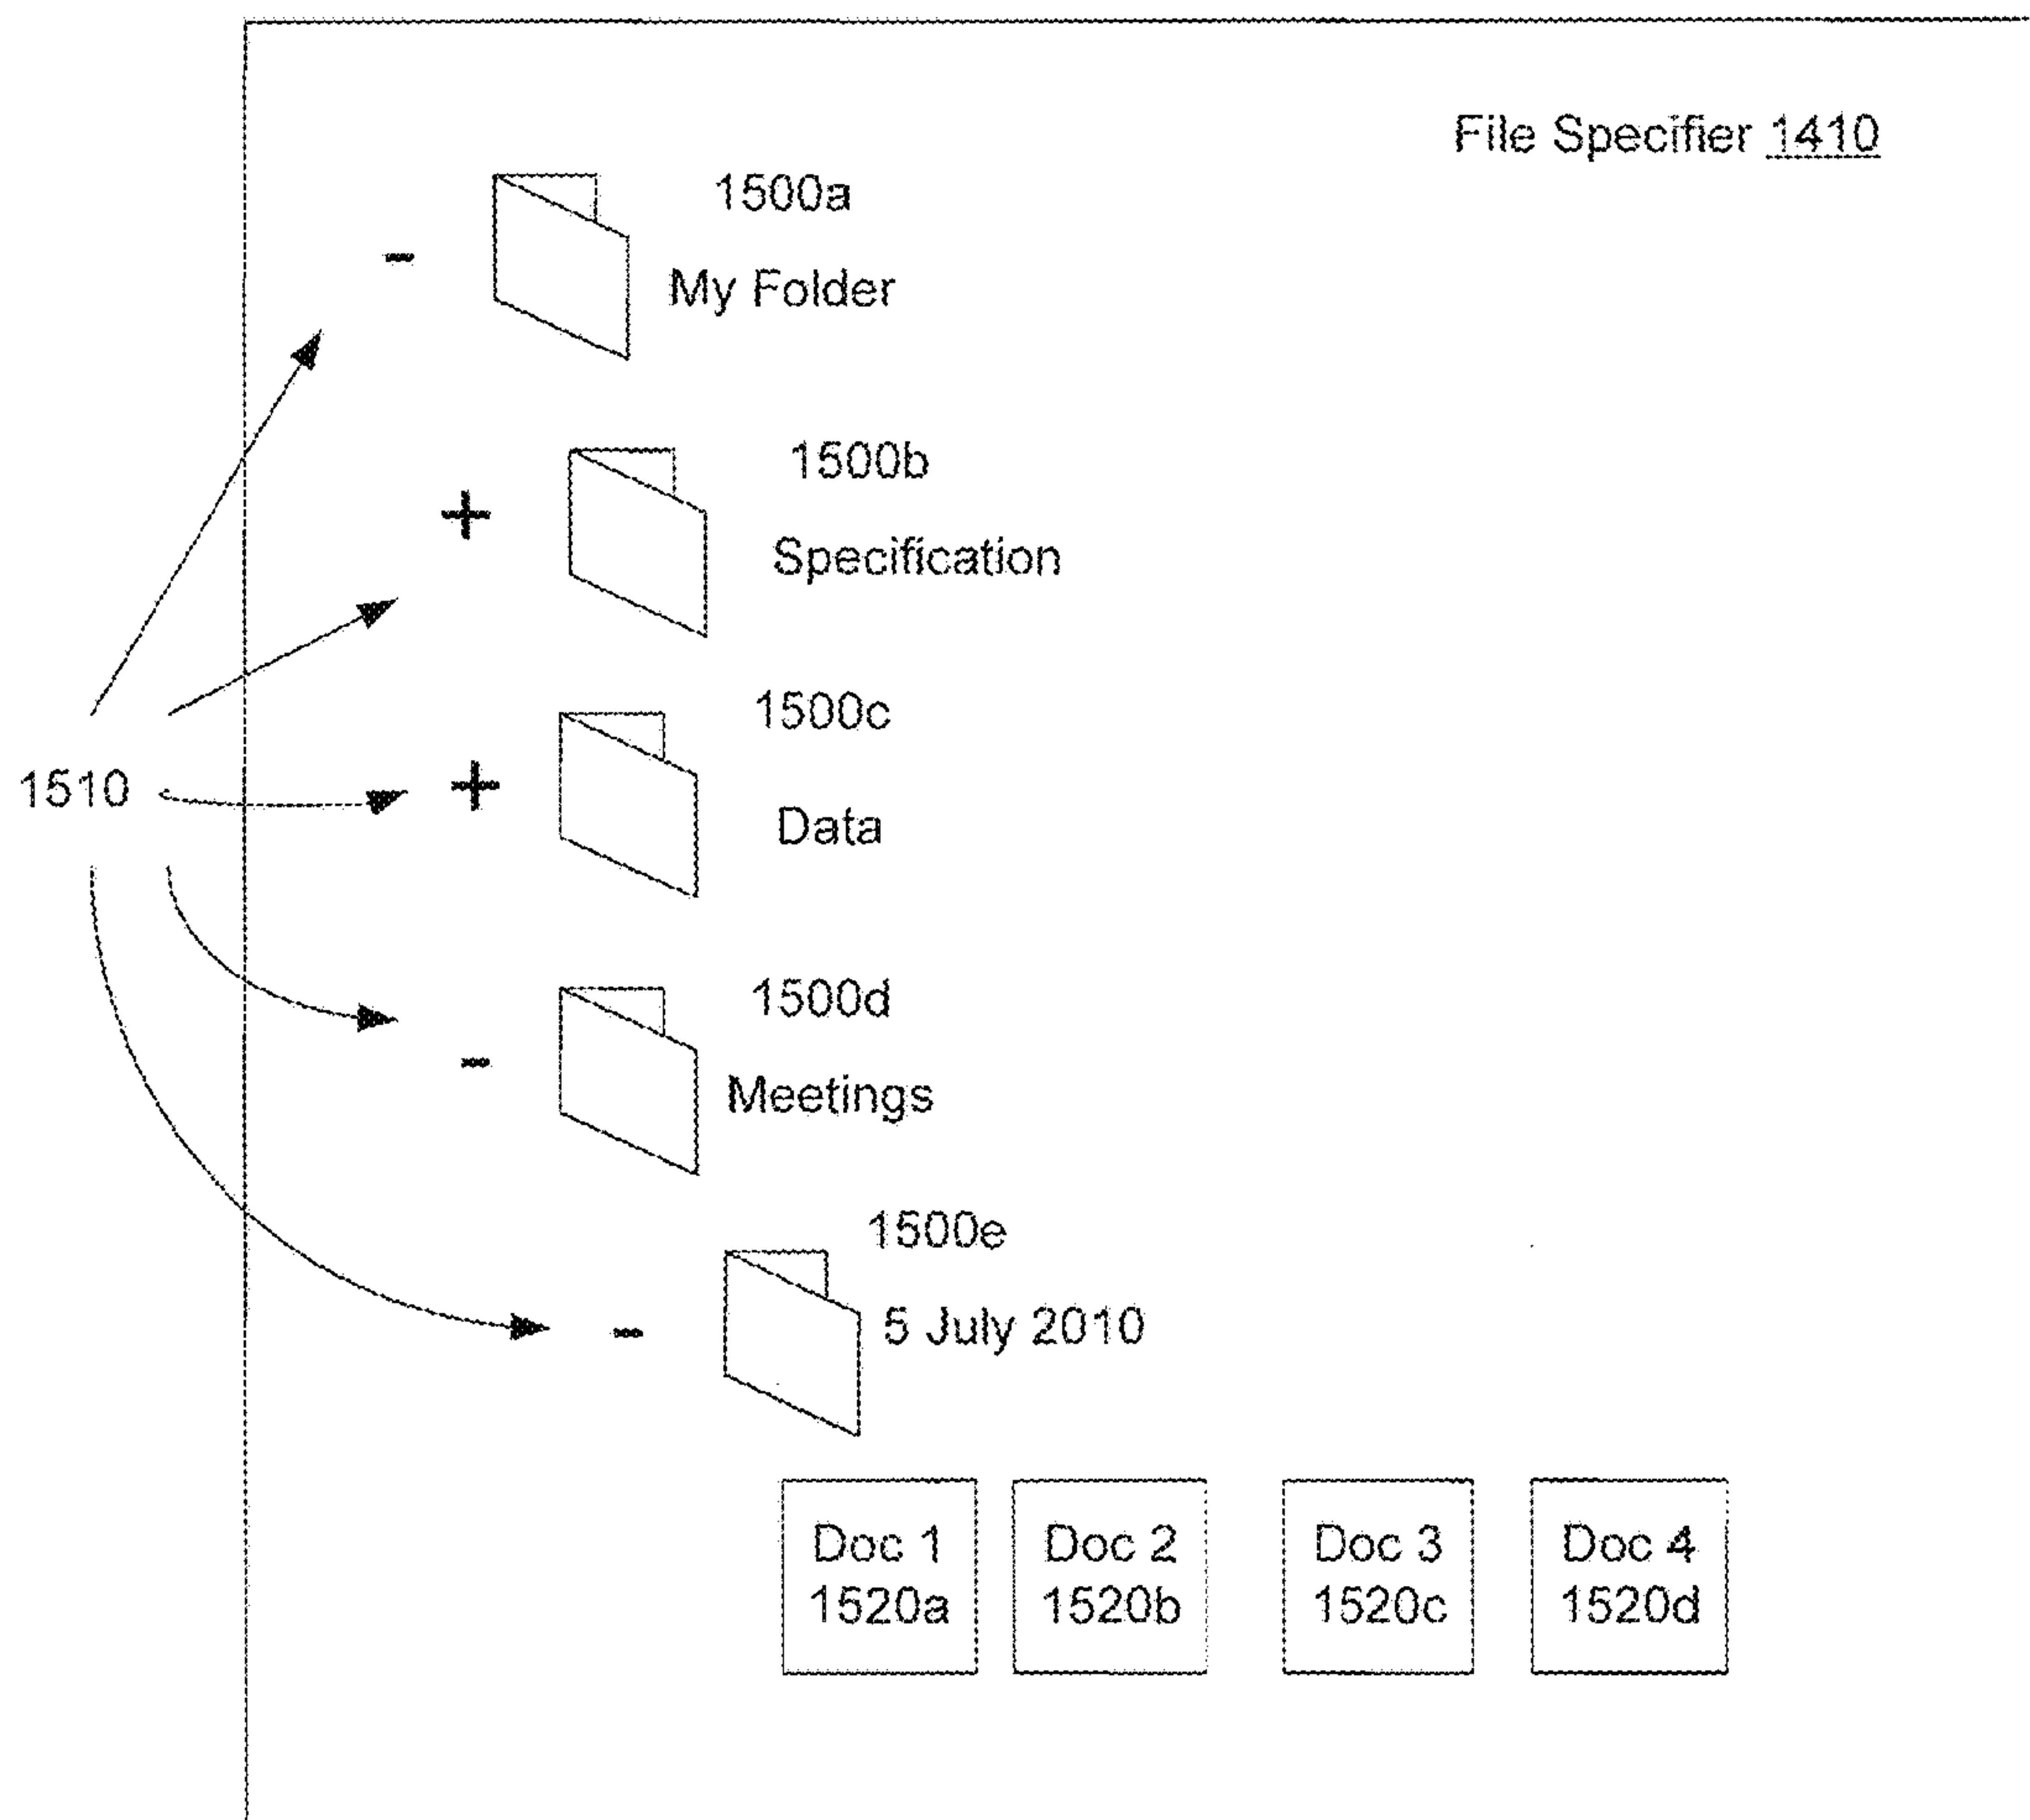 File Specifier 1410
1500a
- My Folder
1500b
+ Specification
1500c
1510
+ Data
1500d
- Meetings
1500e
- 5 July 2010
Doc 1 Doc 2 Doc 3 Doc 4
1520a 1520b 1520c 1520d